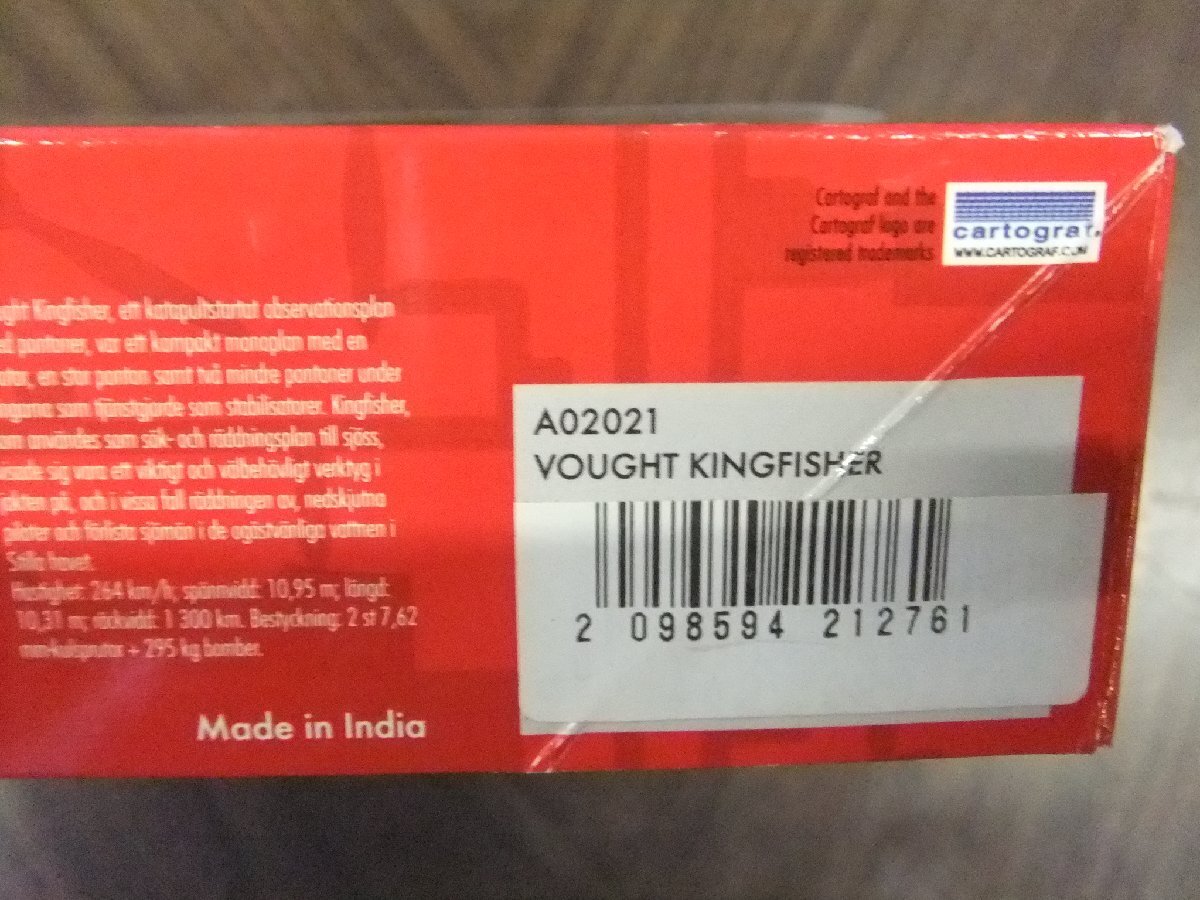 Cartograf and the
Cartograf logo are
registered trademarks
cartograf.
WWW.CARTOGRAF.COM
ght Kingfisher, ett katapultstartat observationsplan
ed pontoner, var ett kompakt monoplan med en
otor, en stor ponton samt två mindre pontoner under
ngarna som tjänstgjorde som stabilisatorer. Kingfisher,
om användes som sök- och räddningsplan till sjöss,
visade sig vara ett viktigt och välbehövligt verktyg i
jakten på, och i vissa fall räddningen av, nedskjutna
piloter och förlista sjömän i de ogästvänliga vattnen i
Stilla havet.
Hastighet: 264 km/h; spännvidd: 10,95 m; längd:
10,31 m; räckvidd: 1 300 km. Bestyckning: 2 st 7,62
mm-kulsprutor + 295 kg bomber.
Made in India
A02021
VOUGHT KINGFISHER
2 098594 212761